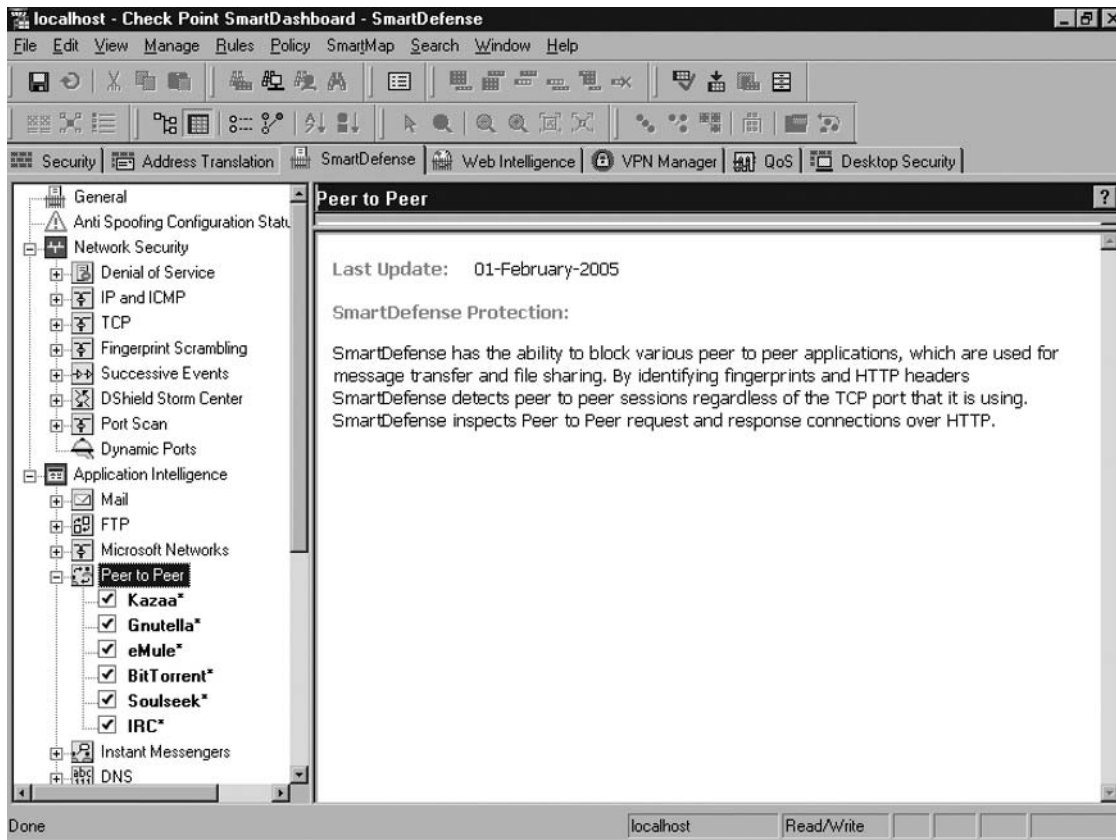 localhost - Check Point SmartDashboard - SmartDefense
File Edit View Manage Rules Policy SmartMap Search Window Help
Security Address Translation SmartDefense Web Intelligence VPN Manager QoS Desktop Security
General
Anti Spoofing Configuration Statu
Network Security
Denial of Service
IP and ICMP
TCP
Fingerprint Scrambling
Successive Events
DShield Storm Center
Port Scan
Dynamic Ports
Application Intelligence
Mail
FTP
Microsoft Networks
Peer to Peer
Kazaa*
Gnutella*
eMule*
BitTorrent*
Soulseek*
IRC*
Instant Messengers
DNS
Peer to Peer
Last Update: 01-February-2005
SmartDefense Protection:
SmartDefense has the ability to block various peer to peer applications, which are used for
message transfer and file sharing. By identifying fingerprints and HTTP headers
SmartDefense detects peer to peer sessions regardless of the TCP port that it is using.
SmartDefense inspects Peer to Peer request and response connections over HTTP.
Done localhost Read/Write